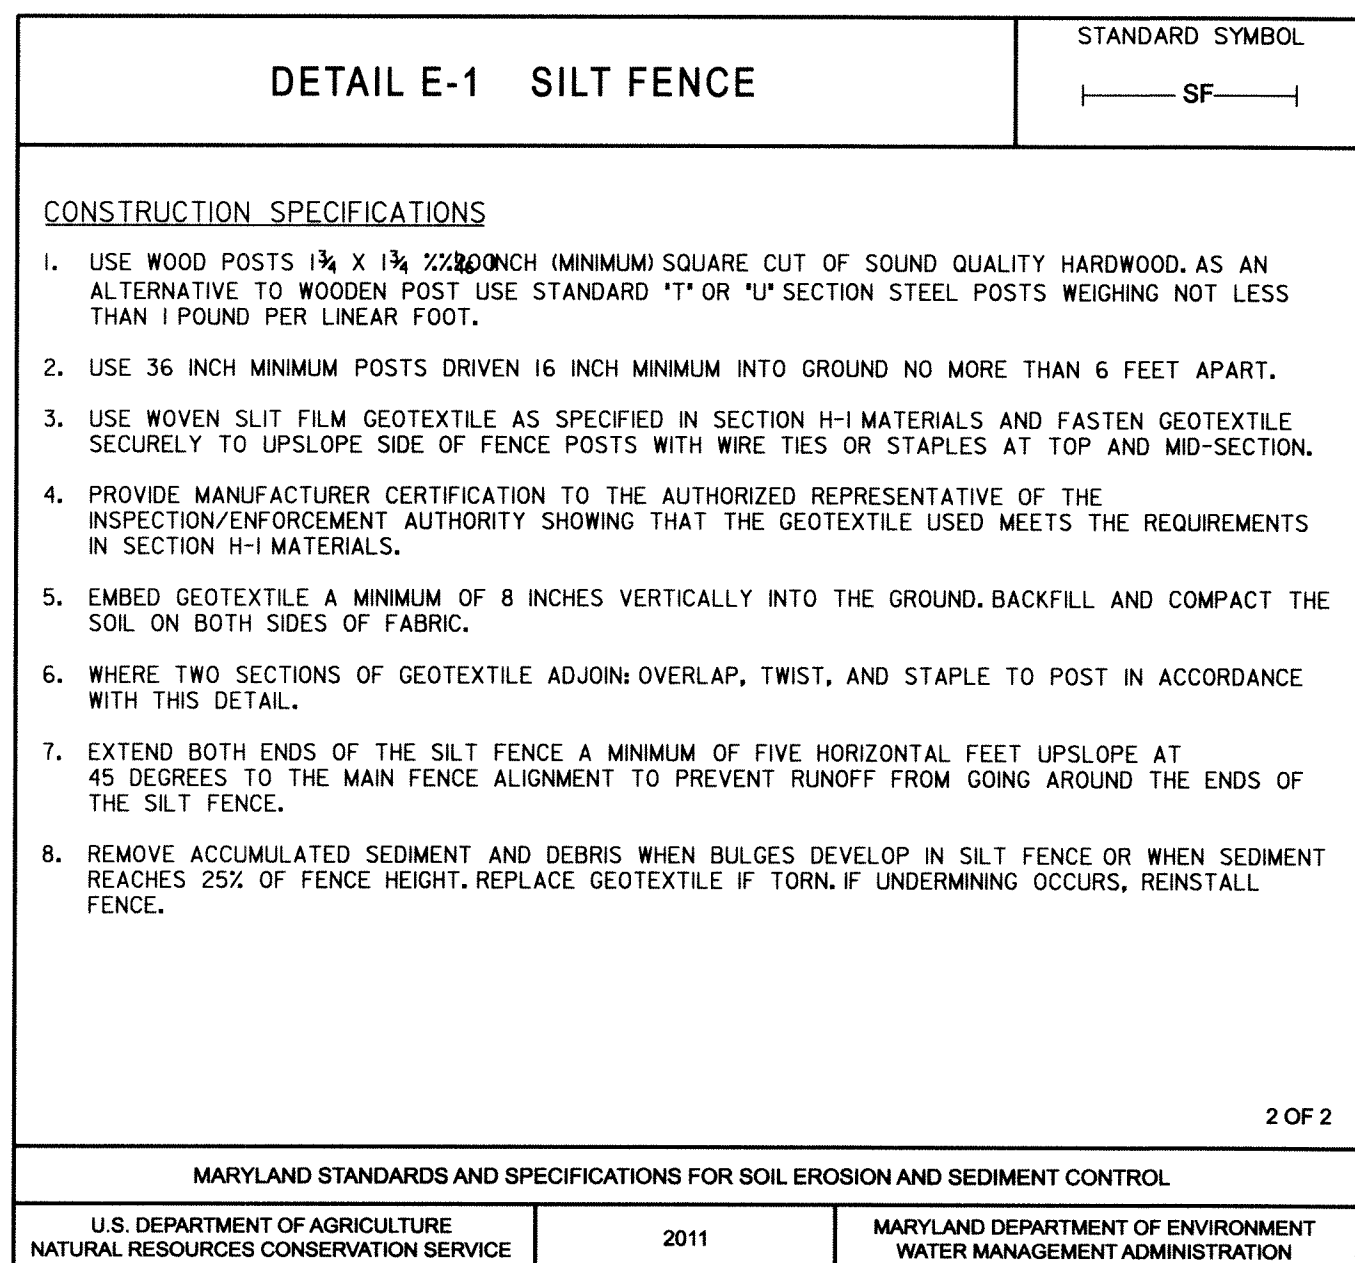 DETAIL E-1 SILT FENCE
STANDARD SYMBOL
SF
CONSTRUCTION SPECIFICATIONS
1. USE WOOD POSTS 1¾ X 1¾ INCH (MINIMUM) SQUARE CUT OF SOUND QUALITY HARDWOOD. AS AN
ALTERNATIVE TO WOODEN POST USE STANDARD "T" OR "U" SECTION STEEL POSTS WEIGHING NOT LESS
THAN 1 POUND PER LINEAR FOOT.
2. USE 36 INCH MINIMUM POSTS DRIVEN 16 INCH MINIMUM INTO GROUND NO MORE THAN 6 FEET APART.
3. USE WOVEN SLIT FILM GEOTEXTILE AS SPECIFIED IN SECTION H-1 MATERIALS AND FASTEN GEOTEXTILE
SECURELY TO UPSLOPE SIDE OF FENCE POSTS WITH WIRE TIES OR STAPLES AT TOP AND MID-SECTION.
4. PROVIDE MANUFACTURER CERTIFICATION TO THE AUTHORIZED REPRESENTATIVE OF THE
INSPECTION/ENFORCEMENT AUTHORITY SHOWING THAT THE GEOTEXTILE USED MEETS THE REQUIREMENTS
IN SECTION H-1 MATERIALS.
5. EMBED GEOTEXTILE A MINIMUM OF 8 INCHES VERTICALLY INTO THE GROUND. BACKFILL AND COMPACT THE
SOIL ON BOTH SIDES OF FABRIC.
6. WHERE TWO SECTIONS OF GEOTEXTILE ADJOIN: OVERLAP, TWIST, AND STAPLE TO POST IN ACCORDANCE
WITH THIS DETAIL.
7. EXTEND BOTH ENDS OF THE SILT FENCE A MINIMUM OF FIVE HORIZONTAL FEET UPSLOPE AT
45 DEGREES TO THE MAIN FENCE ALIGNMENT TO PREVENT RUNOFF FROM GOING AROUND THE ENDS OF
THE SILT FENCE.
8. REMOVE ACCUMULATED SEDIMENT AND DEBRIS WHEN BULGES DEVELOP IN SILT FENCE OR WHEN SEDIMENT
REACHES 25% OF FENCE HEIGHT. REPLACE GEOTEXTILE IF TORN. IF UNDERMINING OCCURS, REINSTALL
FENCE.
2 OF 2
MARYLAND STANDARDS AND SPECIFICATIONS FOR SOIL EROSION AND SEDIMENT CONTROL
U.S. DEPARTMENT OF AGRICULTURE
NATURAL RESOURCES CONSERVATION SERVICE
2011
MARYLAND DEPARTMENT OF ENVIRONMENT
WATER MANAGEMENT ADMINISTRATION